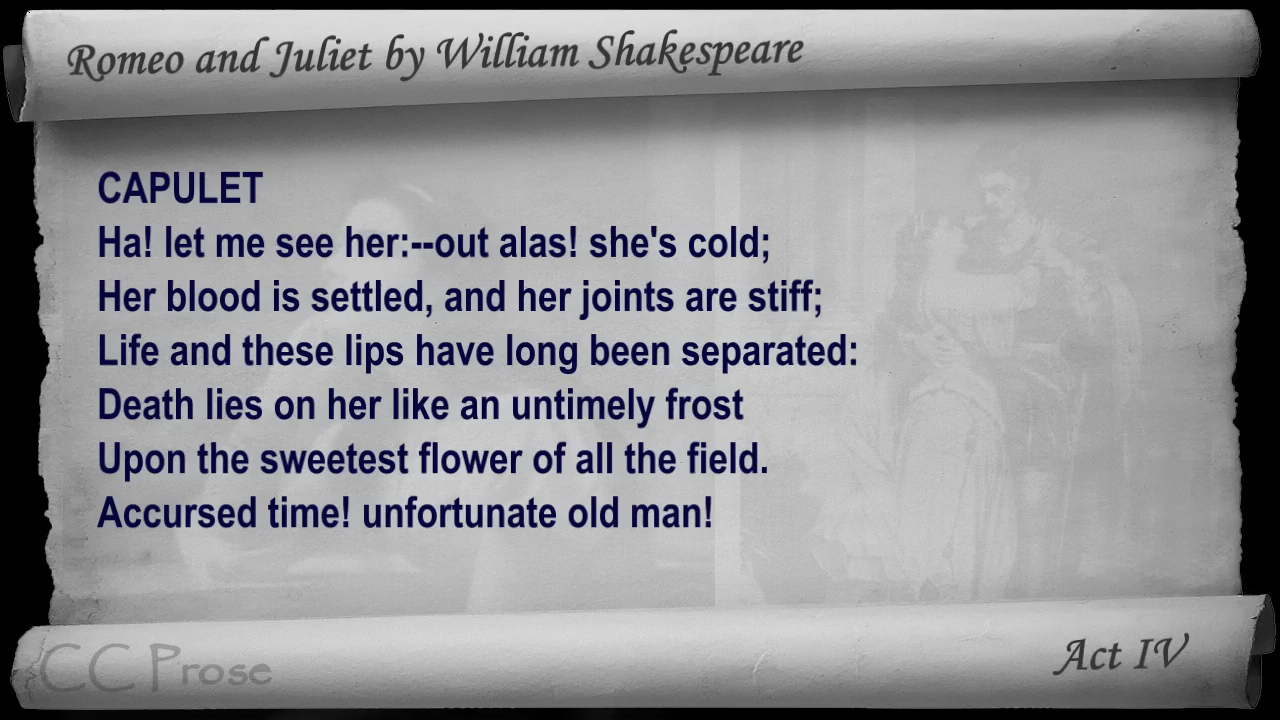 Romeo and Juliet by William Shakespeare
CAPULET
Ha! let me see her:--out alas! she's cold;
Her blood is settled, and her joints are stiff;
Life and these lips have long been separated:
Death lies on her like an untimely frost
Upon the sweetest flower of all the field.
Accursed time! unfortunate old man!
CC Prose
Act IV